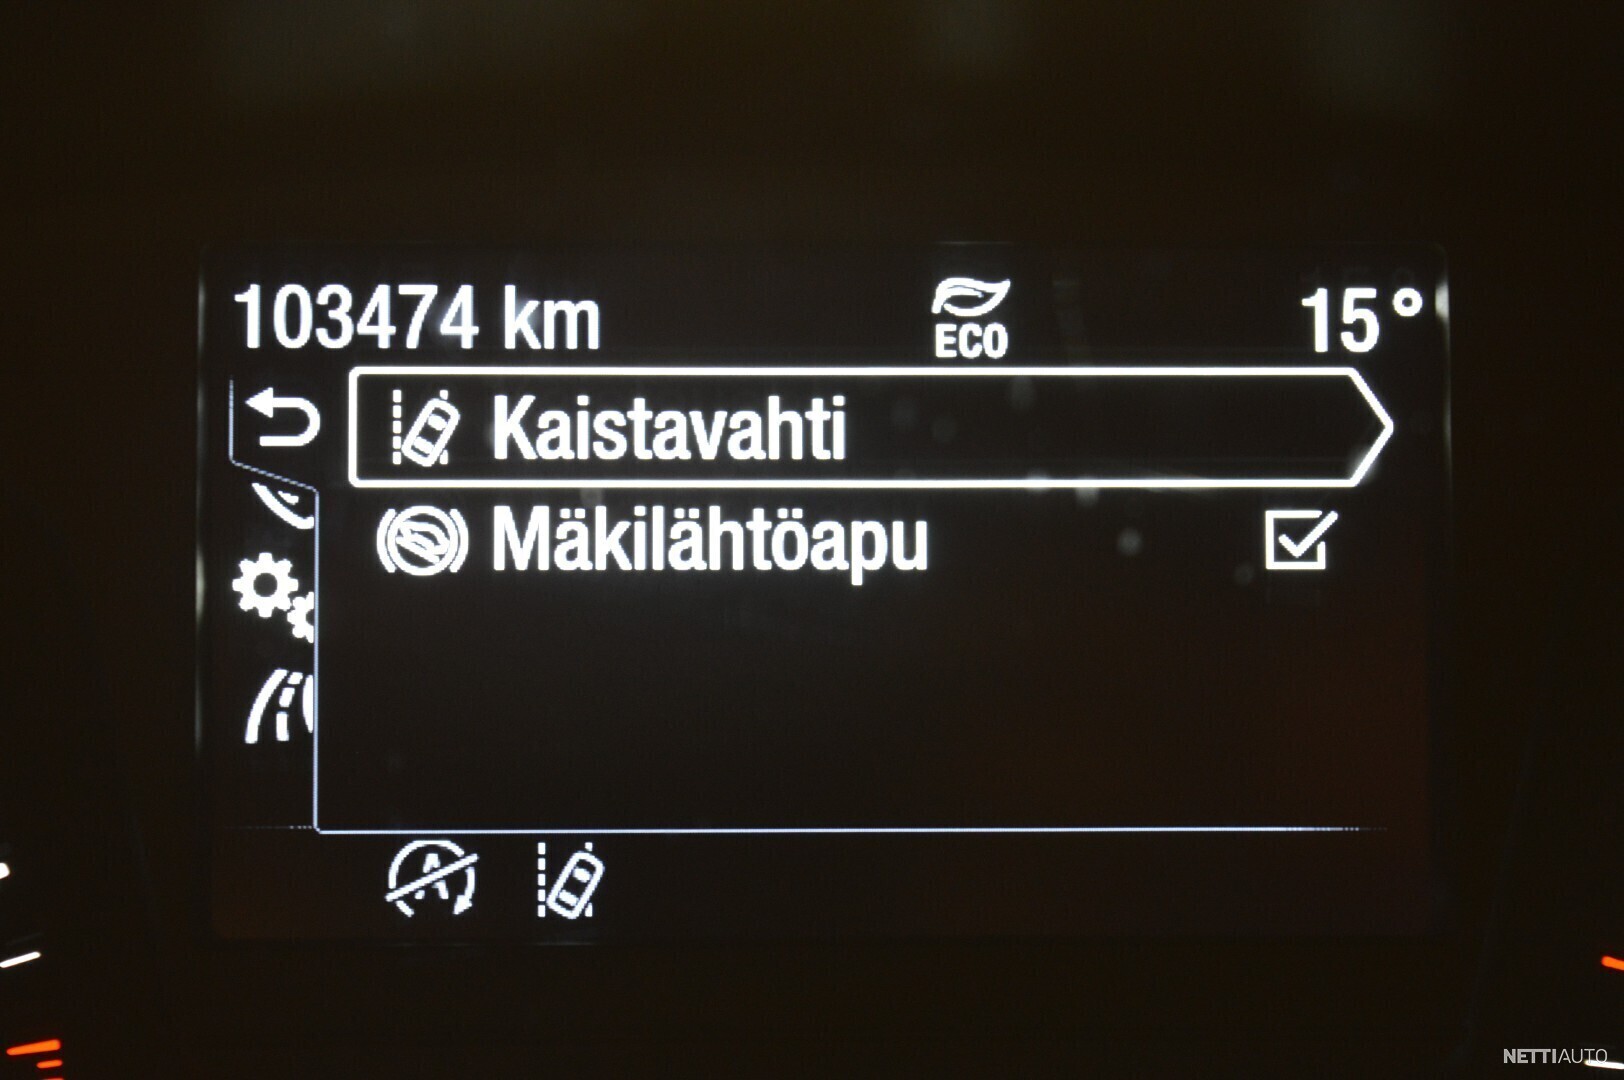 103474 km
ECO
15°
Kaistavahti
Mäkilähtöapu
A
NETTIAUTO